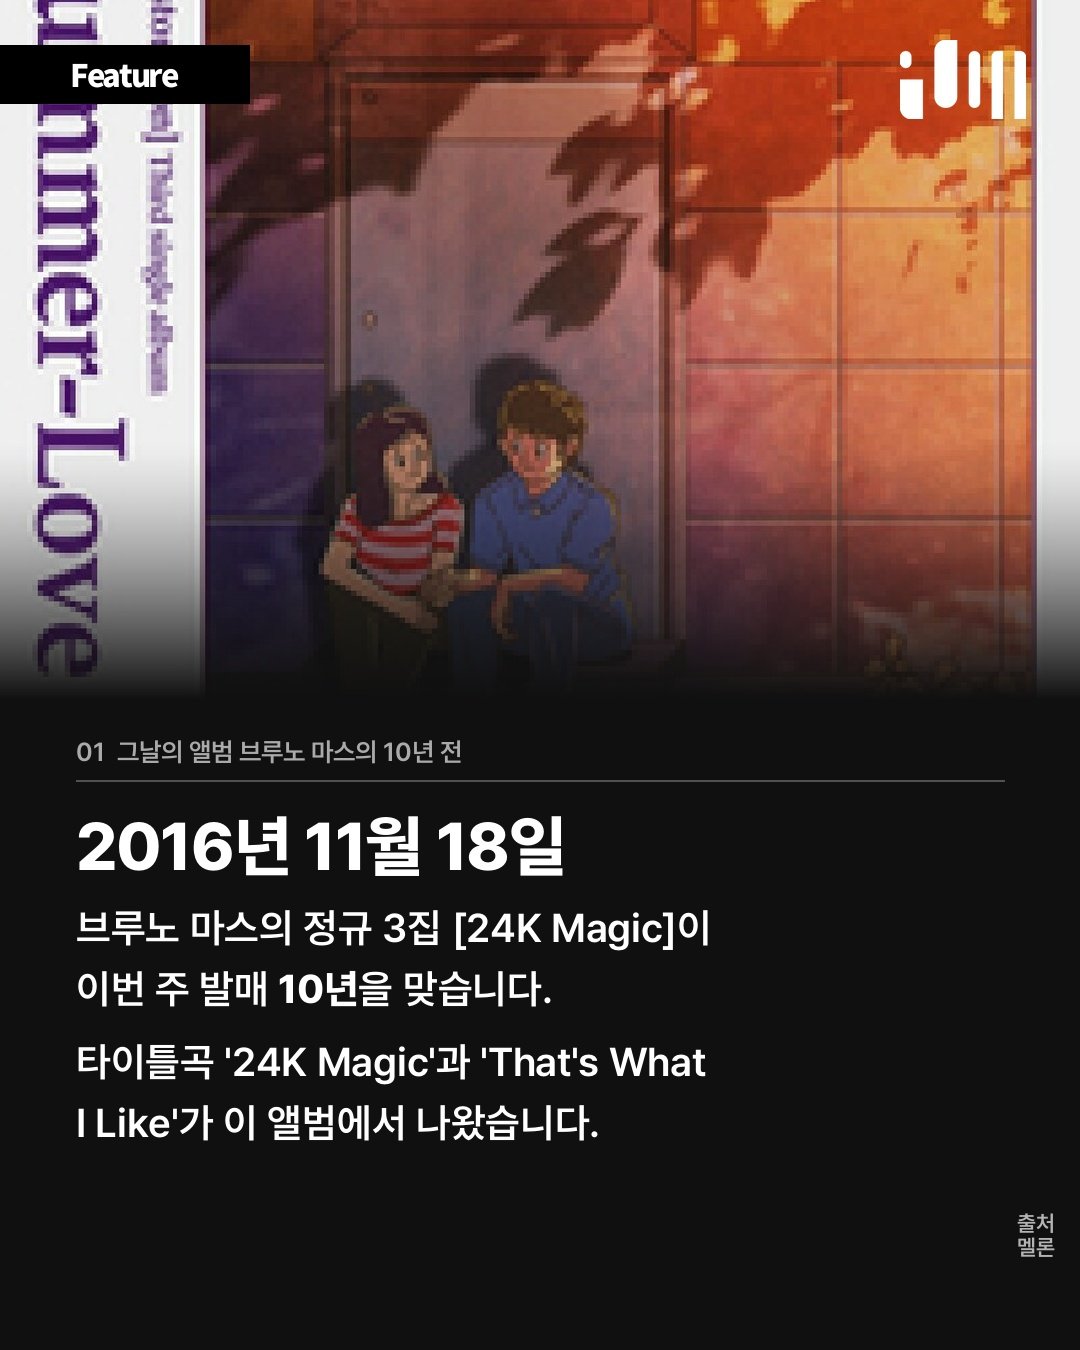 Feature
Third single album
ummer-Love
01 그날의 앨범 브루노 마스의 10년 전
2016년 11월 18일
브루노 마스의 정규 3집 [24K Magic]이
이번 주 발매 10년을 맞습니다.
타이틀곡 '24K Magic'과 'That's What
I Like'가 이 앨범에서 나왔습니다.
출처
멜론